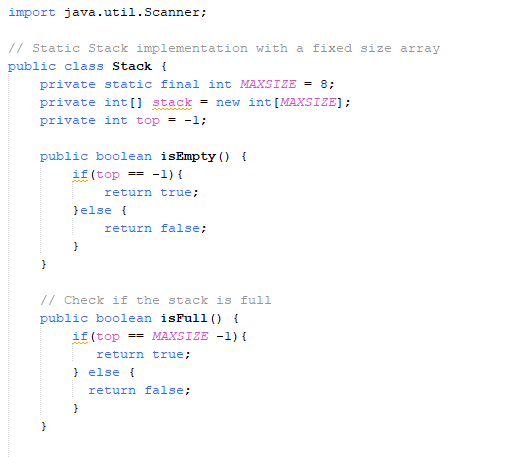 import java.util.Scanner;
// Static Stack implementation with a fixed size array
public class Stack {
private static final int MAXSIZE = 8;
private int[] stack = new int[MAXSIZE];
private int top = -1;
public boolean isEmpty() {
if(top == -1){
return true;
}else {
return false;
}
}
// Check if the stack is full
public boolean isFull() {
if(top == MAXSIZE -1){
return true;
} else {
return false;
}
}